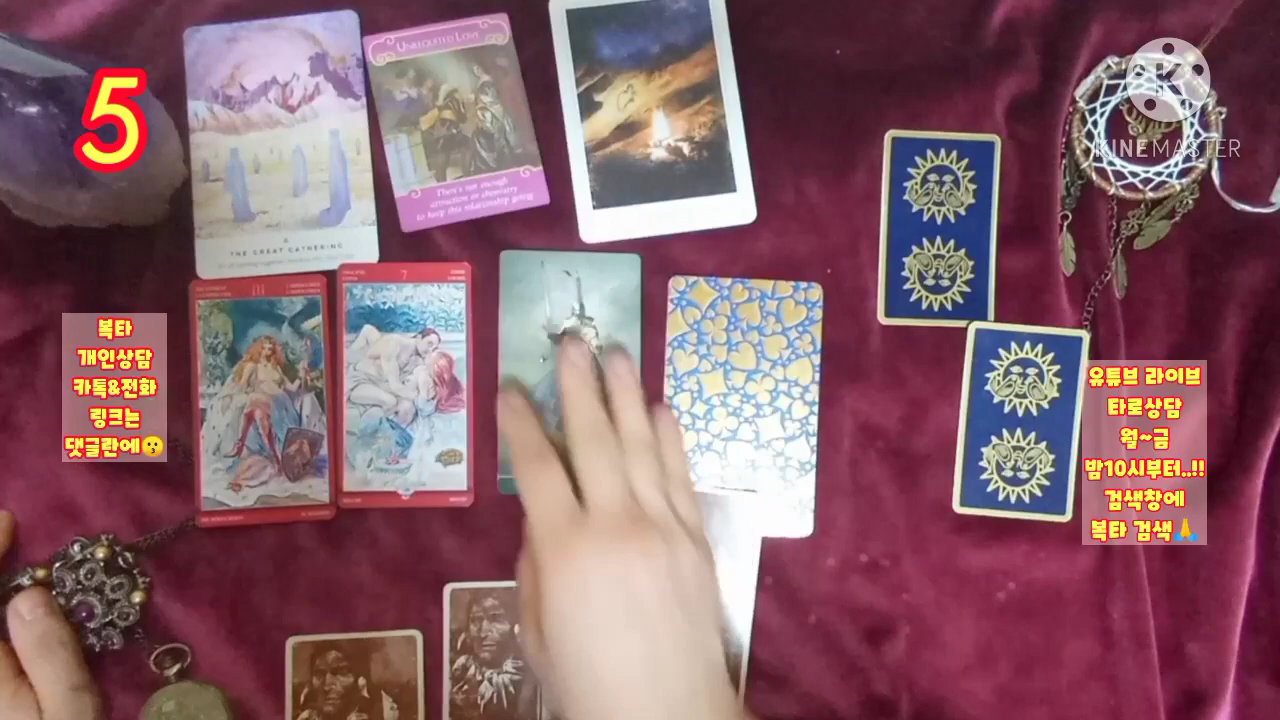 5
UNREQUITED LOVE
There's not enough
attraction or chemistry
to keep this relationship going
THE GREAT GATHERING
III
7
K
KINEMASTER
복타
개인상담
카톡&전화
링크는
댓글란에😗
유튜브 라이브
타로상담
월~금
밤10시부터..!!
검색창에
복타 검색🙏